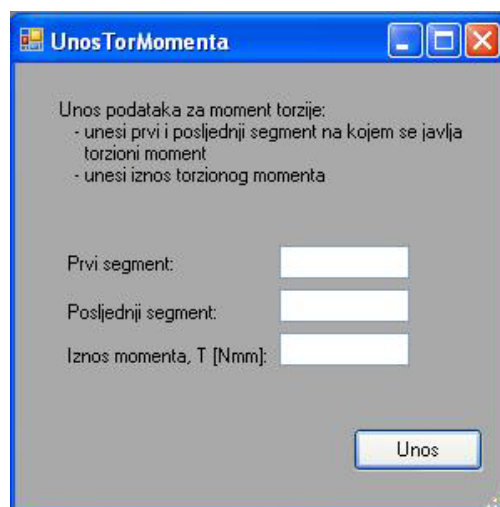 UnosTorMomenta
Unos podataka za moment torzije:
- unesi prvi i posljednji segment na kojem se javlja
torzioni moment
- unesi iznos torzionog momenta
Prvi segment:
Posljednji segment:
Iznos momenta, T [Nmm]:
Unos